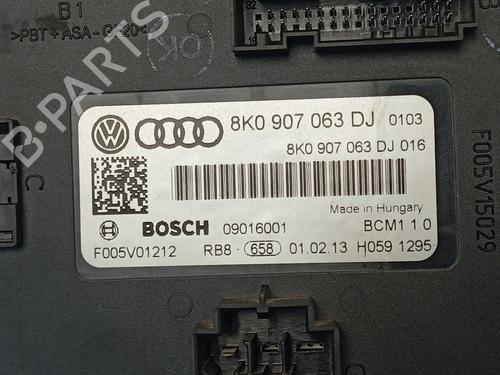 B1
>PBT+ASA-GF20<
OK
B
B-PARTS
8K0 907 063 DJ 0103
8K0 907 063 DJ 016
Made in Hungary
BOSCH 09016001 BCM1 1.0
F005V01212 RB8- 658 01.02.13 H059 1295
C
F005V15029